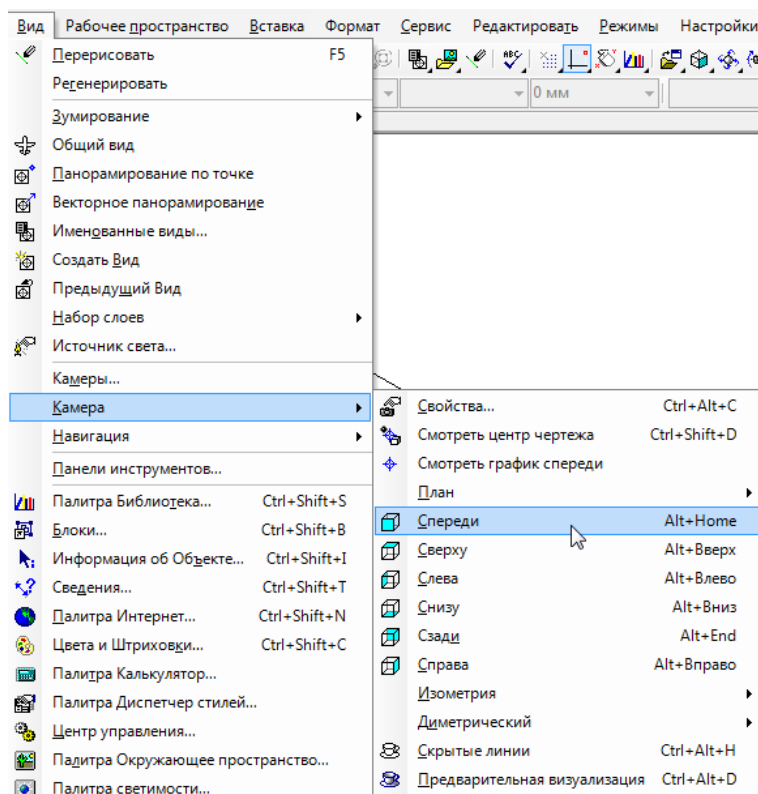 Вид Рабочее пространство Вставка Формат Сервис Редактировать Режимы Настройки
Перерисовать F5
Регенерировать
0 мм
Зумирование
Общий вид
Панорамирование по точке
Векторное панорамирование
Именованные виды...
Создать Вид
Предыдущий Вид
Набор слоев
Источник света...
Камеры...
Камера
Навигация
Панели инструментов...
Палитра Библиотека... Ctrl+Shift+S
Блоки... Ctrl+Shift+B
Информация об Объекте... Ctrl+Shift+I
Сведения... Ctrl+Shift+T
Палитра Интернет... Ctrl+Shift+N
Цвета и Штриховки... Ctrl+Shift+C
Палитра Калькулятор...
Палитра Диспетчер стилей...
Центр управления...
Палитра Окружающее пространство...
Палитра светимости...
Свойства... Ctrl+Alt+C
Смотреть центр чертежа Ctrl+Shift+D
Смотреть график спереди
План
Спереди Alt+Home
Сверху Alt+Вверх
Слева Alt+Влево
Снизу Alt+Вниз
Сзади Alt+End
Справа Alt+Вправо
Изометрия
Диметрический
Скрытые линии Ctrl+Alt+H
Предварительная визуализация Ctrl+Alt+D